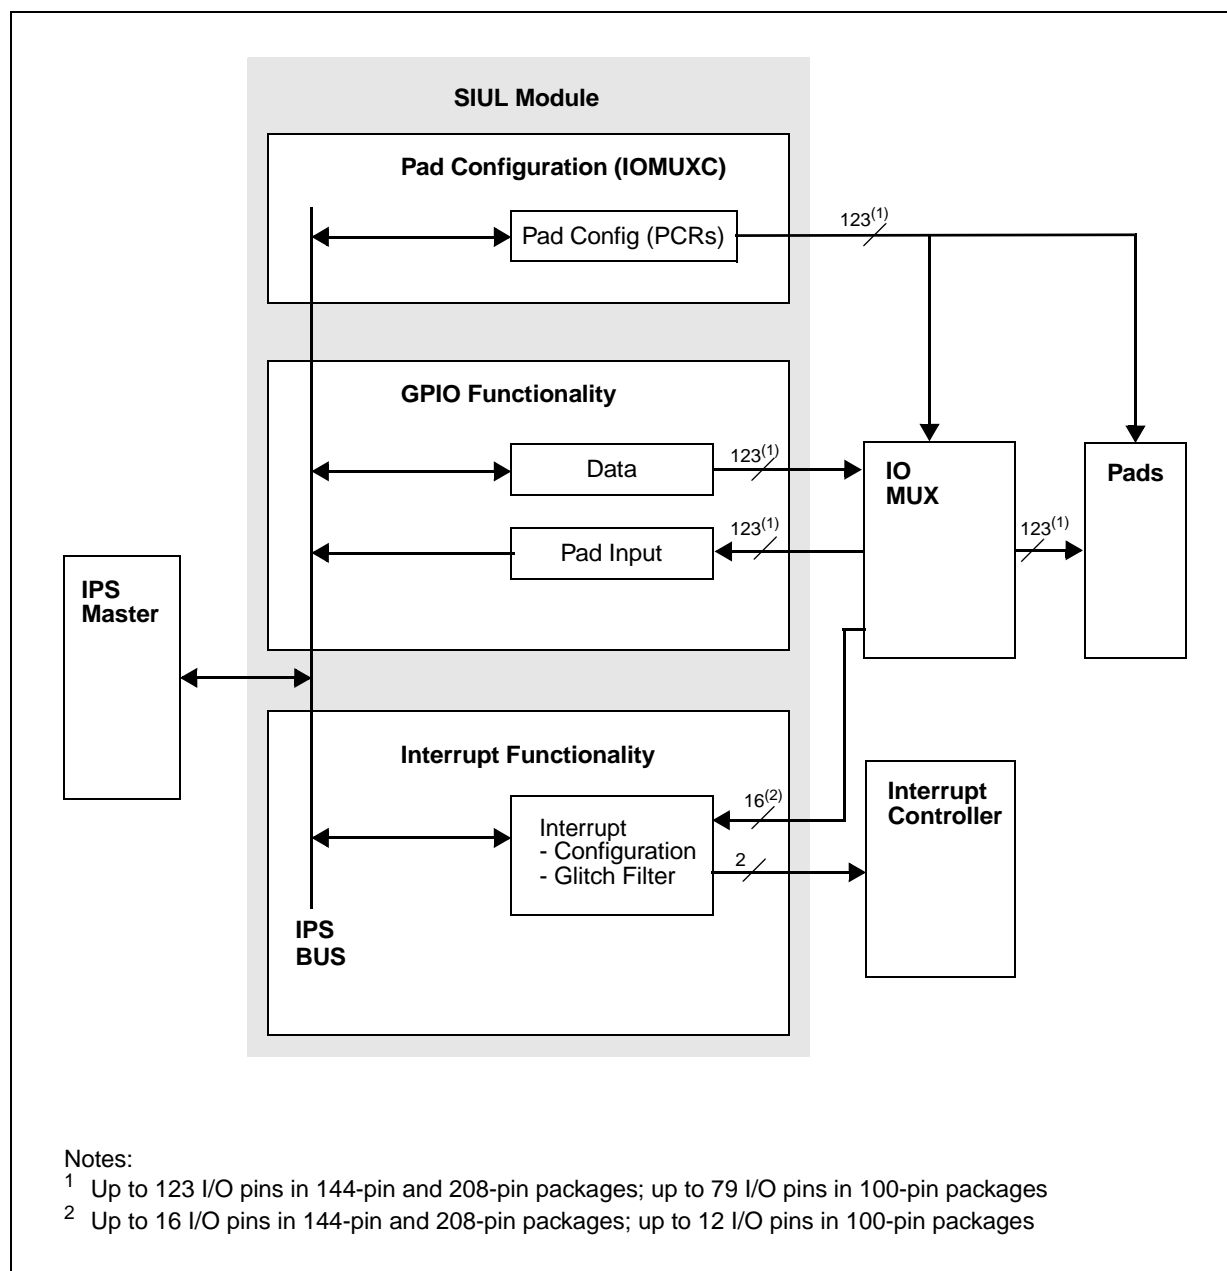 SIUL Module
Pad Configuration (IOMUXC)
Pad Config (PCRs)
123(1)
GPIO Functionality
Data
123(1)
IO
MUX
Pads
Pad Input
123(1)
123(1)
IPS
Master
Interrupt Functionality
Interrupt
- Configuration
- Glitch Filter
16(2)
2
Interrupt
Controller
IPS
BUS
Notes:
1 Up to 123 I/O pins in 144-pin and 208-pin packages; up to 79 I/O pins in 100-pin packages
2 Up to 16 I/O pins in 144-pin and 208-pin packages; up to 12 I/O pins in 100-pin packages